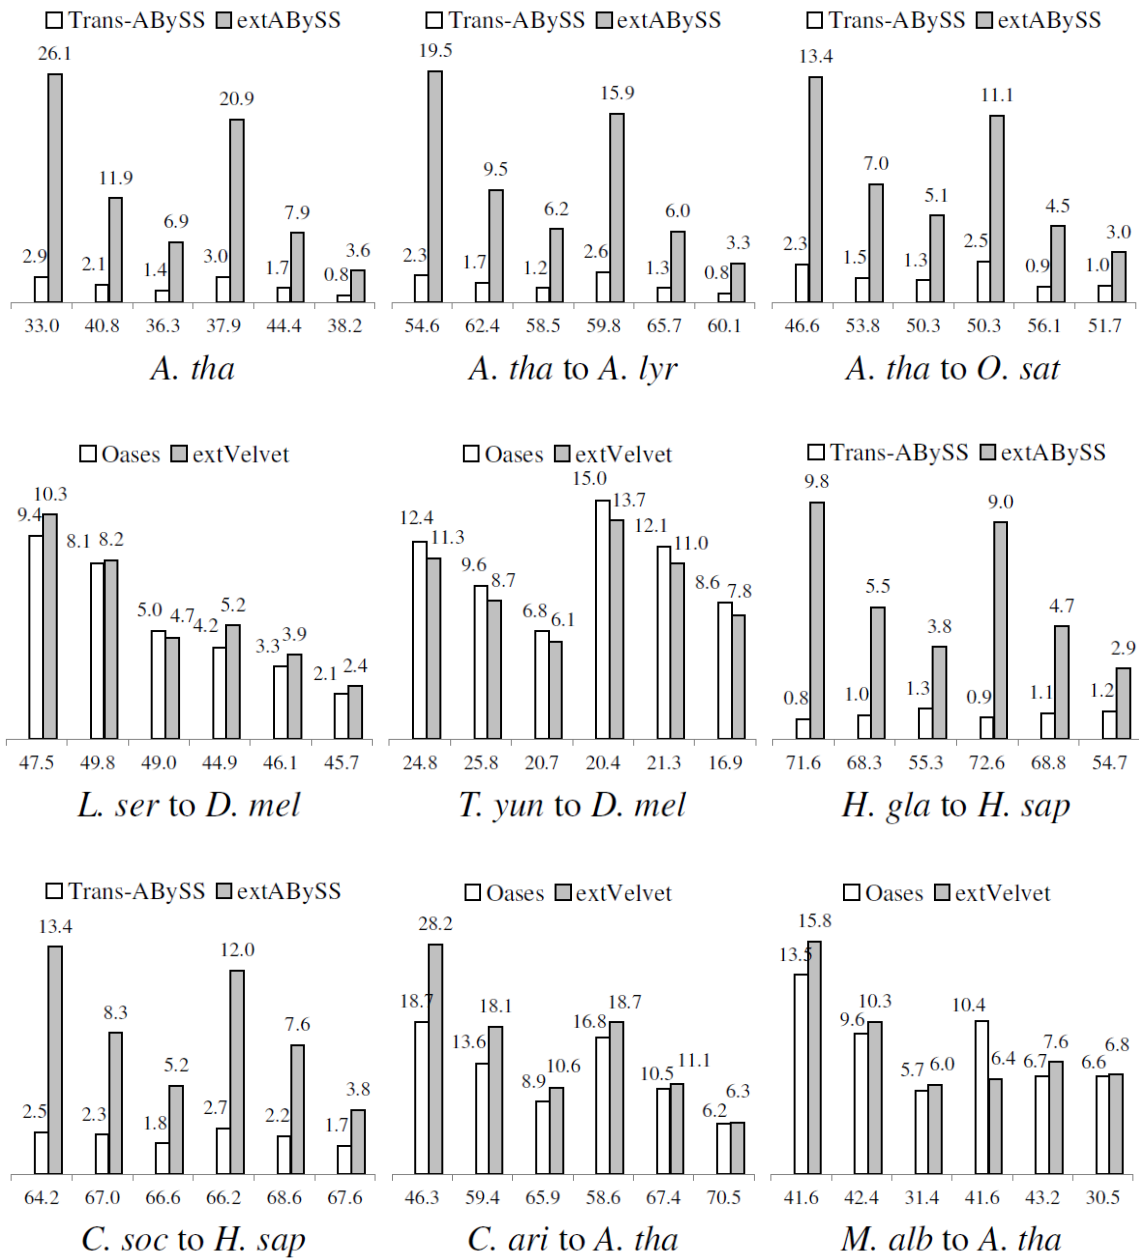 Trans-ABySS extABySS
26.1
20.9
11.9
6.9 7.9
2.9 2.1 1.4 3.0 1.7 0.8 3.6
33.0 40.8 36.3 37.9 44.4 38.2
A. tha
Trans-ABySS extABySS
19.5
15.9
9.5
6.2 6.0
2.3 1.7 1.2 2.6 1.3 0.8 3.3
54.6 62.4 58.5 59.8 65.7 60.1
A. tha to A. lyr
Trans-ABySS extABySS
13.4
11.1
7.0
5.1 4.5
2.3 1.5 1.3 2.5 0.9 1.0 3.0
46.6 53.8 50.3 50.3 56.1 51.7
A. tha to O. sat
Oases extVelvet
9.4 10.3
8.1 8.2
5.0 4.7 4.2 5.2
3.3 3.9
2.1 2.4
47.5 49.8 49.0 44.9 46.1 45.7
L. ser to D. mel
Oases extVelvet
15.0
12.4 13.7
11.3 12.1 11.0
9.6 8.7 8.6 7.8
6.8 6.1
24.8 25.8 20.7 20.4 21.3 16.9
T. yun to D. mel
Trans-ABySS extABySS
9.8
9.0
5.5
3.8 4.7
2.9
0.8 1.0 1.3 0.9 1.1 1.2
71.6 68.3 55.3 72.6 68.8 54.7
H. gla to H. sap
Trans-ABySS extABySS
13.4
12.0
8.3 7.6
5.2
3.8
2.5 2.3 1.8 2.7 2.2 1.7
64.2 67.0 66.6 66.2 68.6 67.6
C. soc to H. sap
Oases extVelvet
28.2
18.7 18.1 16.8 18.7
13.6
8.9 10.6 10.5 11.1
6.2 6.3
46.3 59.4 65.9 58.6 67.4 70.5
C. ari to A. tha
Oases extVelvet
15.8
13.5
9.6 10.3 10.4
5.7 6.0 6.4 6.7 7.6 6.6 6.8
41.6 42.4 31.4 41.6 43.2 30.5
M. alb to A. tha